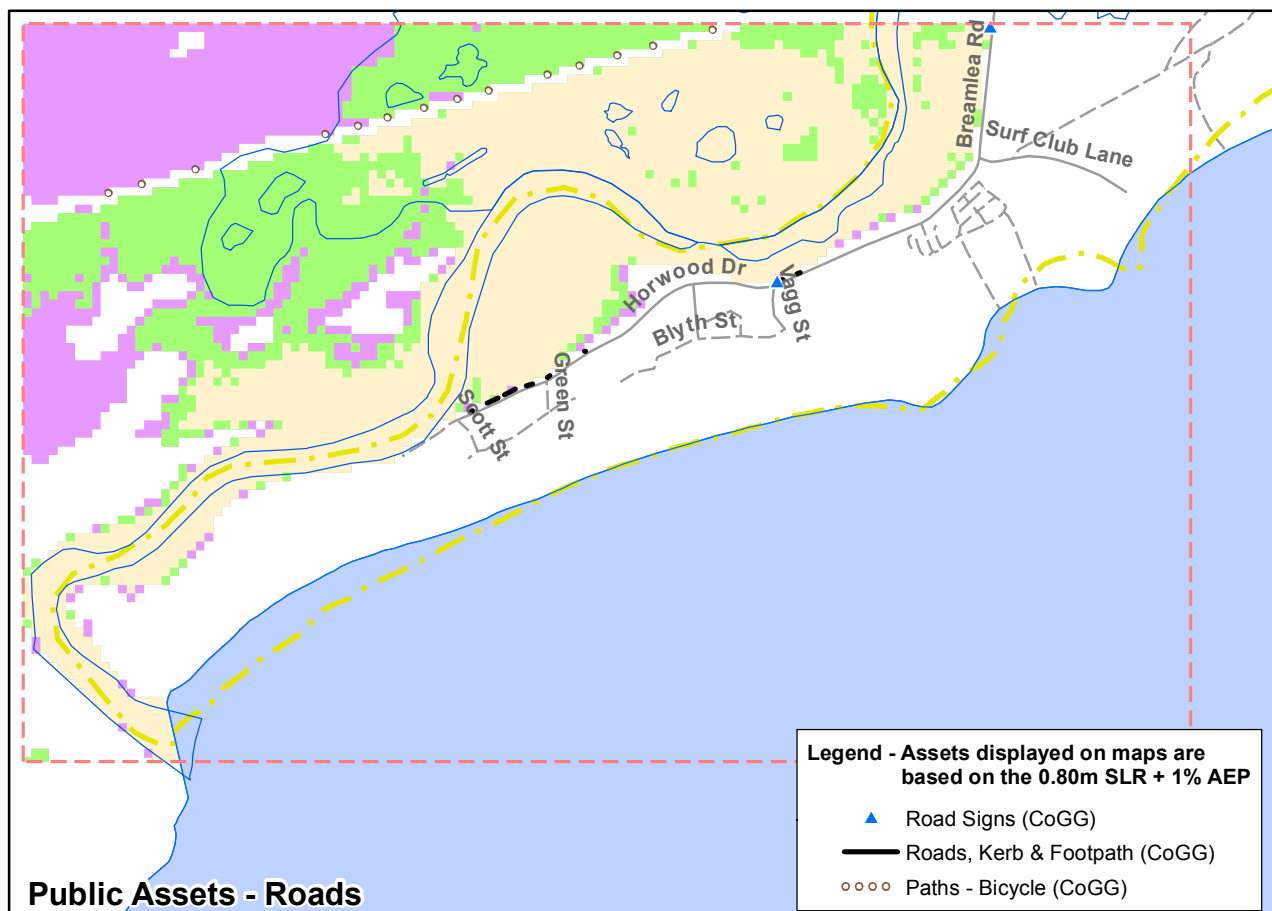 Breamlea Rd
Surf Club Lane
Horwood Dr
Vagg St
Blyth St
Green St
Scott St
Legend - Assets displayed on maps are
based on the 0.80m SLR + 1% AEP
Road Signs (CoGG)
Roads, Kerb & Footpath (CoGG)
Paths - Bicycle (CoGG)
Public Assets - Roads